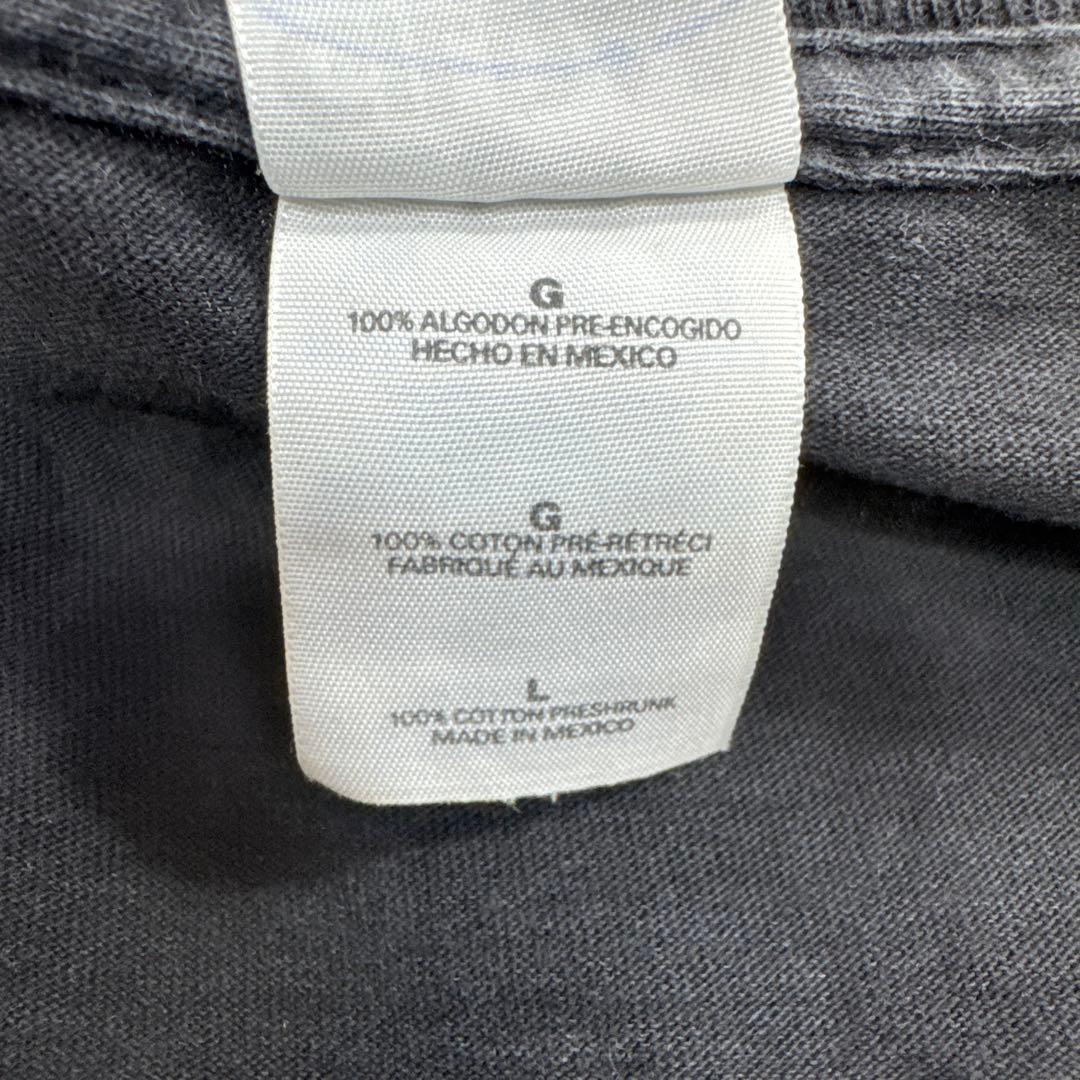 G
100% ALGODON PRE-ENCOGIDO
HECHO EN MEXICO
G
100% COTON PRÉ-RÉTRÉCI
FABRIQUÉ AU MEXIQUE
L
100% COTTON PRESHRUNK
MADE IN MEXICO